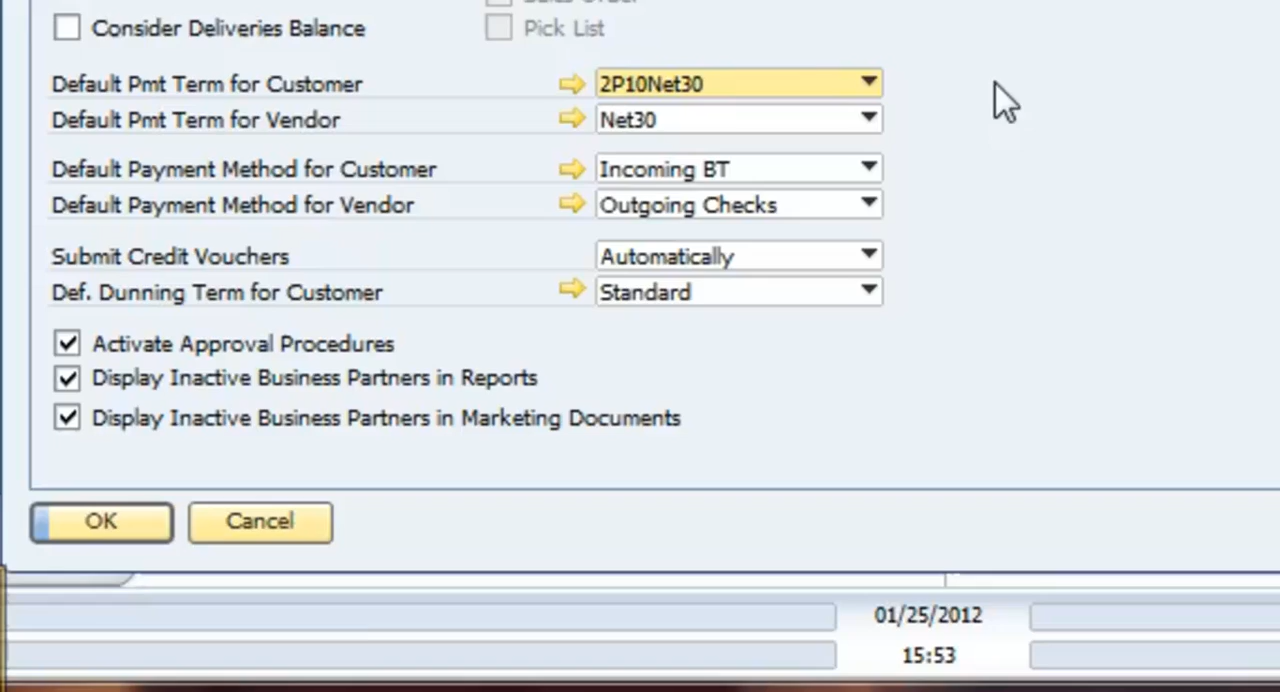 Consider Deliveries Balance
Pick List
Default Pmt Term for Customer 2P10Net30
Default Pmt Term for Vendor Net30
Default Payment Method for Customer Incoming BT
Default Payment Method for Vendor Outgoing Checks
Submit Credit Vouchers Automatically
Def. Dunning Term for Customer Standard
Activate Approval Procedures
Display Inactive Business Partners in Reports
Display Inactive Business Partners in Marketing Documents
OK Cancel
01/25/2012
15:53